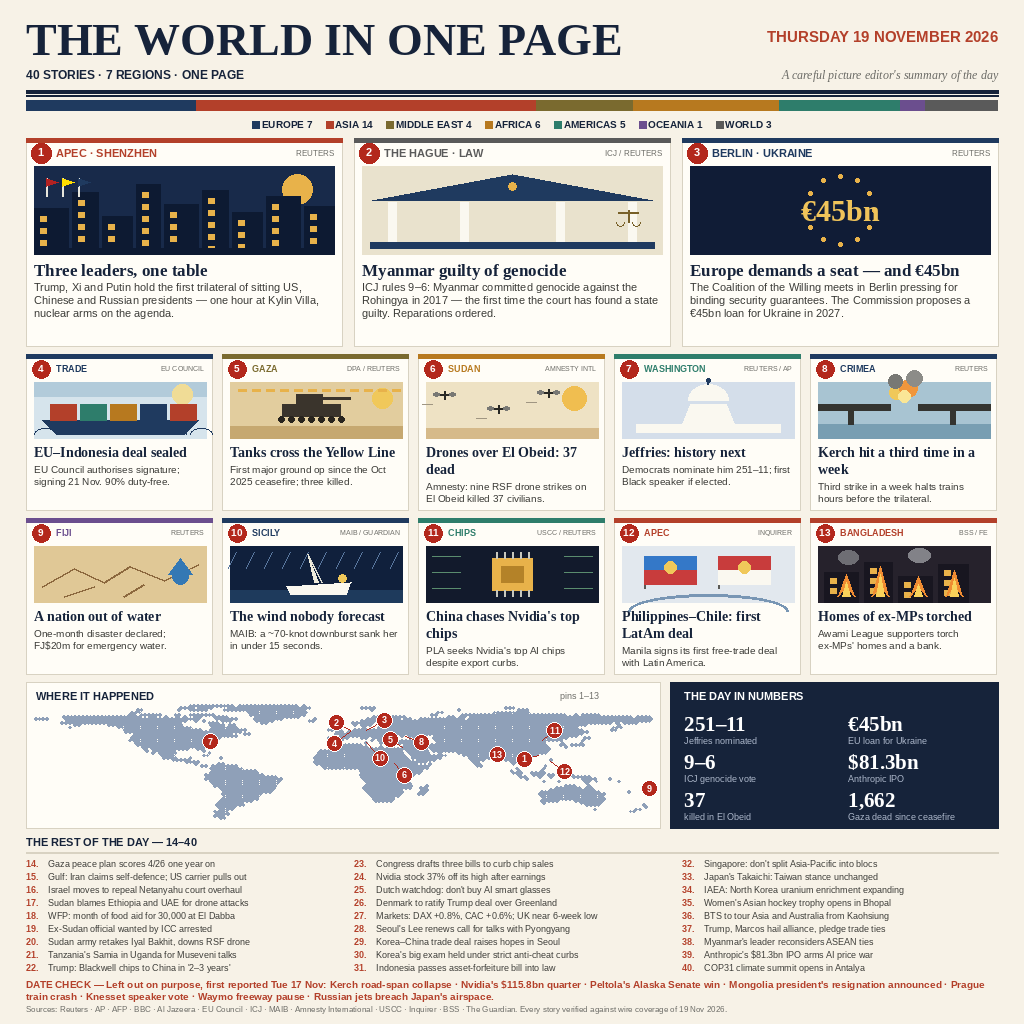 THE WORLD IN ONE PAGE
THURSDAY 19 NOVEMBER 2026
40 STORIES · 7 REGIONS · ONE PAGE
A careful picture editor's summary of the day
EUROPE 7 ASIA 14 MIDDLE EAST 4 AFRICA 6 AMERICAS 5 OCEANIA 1 WORLD 3
1 APEC · SHENZHEN REUTERS
Three leaders, one table
Trump, Xi and Putin hold the first trilateral of sitting US,
Chinese and Russian presidents — one hour at Kylin Villa,
nuclear arms on the agenda.
2 THE HAGUE · LAW ICJ / REUTERS
Myanmar guilty of genocide
ICJ rules 9–6: Myanmar committed genocide against the
Rohingya in 2017 — the first time the court has found a state
guilty. Reparations ordered.
3 BERLIN · UKRAINE REUTERS
€45bn
Europe demands a seat — and €45bn
The Coalition of the Willing meets in Berlin pressing for
binding security guarantees. The Commission proposes a
€45bn loan for Ukraine in 2027.
4 TRADE EU COUNCIL
EU–Indonesia deal sealed
EU Council authorises signature;
signing 21 Nov. 90% duty-free.
5 GAZA DPA / REUTERS
Tanks cross the Yellow Line
First major ground op since the Oct
2025 ceasefire; three killed.
6 SUDAN AMNESTY INTL
Drones over El Obeid: 37
dead
Amnesty: nine RSF drone strikes on
El Obeid killed 37 civilians.
7 WASHINGTON REUTERS / AP
Jeffries: history next
Democrats nominate him 251–11; first
Black speaker if elected.
8 CRIMEA REUTERS
Kerch hit a third time in a
week
Third strike in a week halts trains
hours before the trilateral.
9 FIJI REUTERS
A nation out of water
One-month disaster declared;
FJ$20m for emergency water.
10 SICILY MAIB / GUARDIAN
The wind nobody forecast
MAIB: a ~70-knot downburst sank her
in under 15 seconds.
11 CHIPS USCC / REUTERS
China chases Nvidia's top
chips
PLA seeks Nvidia's top AI chips
despite export curbs.
12 APEC INQUIRER
Philippines–Chile: first
LatAm deal
Manila signs its first free-trade deal
with Latin America.
13 BANGLADESH BSS / FE
Homes of ex-MPs torched
Awami League supporters torch
ex-MPs' homes and a bank.
WHERE IT HAPPENED pins 1–13
2 3 7 4 5 8 11 10 6 13 1 12 9
THE DAY IN NUMBERS
251–11
Jeffries nominated
€45bn
EU loan for Ukraine
9–6
ICJ genocide vote
$81.3bn
Anthropic IPO
37
killed in El Obeid
1,662
Gaza dead since ceasefire
THE REST OF THE DAY — 14–40
14. Gaza peace plan scores 4/26 one year on
15. Gulf: Iran claims self-defence; US carrier pulls out
16. Israel moves to repeal Netanyahu court overhaul
17. Sudan blames Ethiopia and UAE for drone attacks
18. WFP: month of food aid for 30,000 at El Dabba
19. Ex-Sudan official wanted by ICC arrested
20. Sudan army retakes Iyal Bakhit, downs RSF drone
21. Tanzania's Samia in Uganda for Museveni talks
22. Trump: Blackwell chips to China in '2–3 years'
23. Congress drafts three bills to curb chip sales
24. Nvidia stock 37% off its high after earnings
25. Dutch watchdog: don't buy AI smart glasses
26. Denmark to ratify Trump deal over Greenland
27. Markets: DAX +0.8%, CAC +0.6%; UK near 6-week low
28. Seoul's Lee renews call for talks with Pyongyang
29. Korea–China trade deal raises hopes in Seoul
30. Korea's big exam held under strict anti-cheat curbs
31. Indonesia passes asset-forfeiture bill into law
32. Singapore: don't split Asia-Pacific into blocs
33. Japan's Takaichi: Taiwan stance unchanged
34. IAEA: North Korea uranium enrichment expanding
35. Women's Asian hockey trophy opens in Bhopal
36. BTS to tour Asia and Australia from Kaohsiung
37. Trump, Marcos hail alliance, pledge trade ties
38. Myanmar's leader reconsiders ASEAN ties
39. Anthropic's $81.3bn IPO arms AI price war
40. COP31 climate summit opens in Antalya
DATE CHECK — Left out on purpose, first reported Tue 17 Nov: Kerch road-span collapse · Nvidia's $115.8bn quarter · Peltola's Alaska Senate win · Mongolia president's resignation announced · Prague
train crash · Knesset speaker vote · Waymo freeway pause · Russian jets breach Japan's airspace.
Sources: Reuters · AP · AFP · BBC · Al Jazeera · EU Council · ICJ · MAIB · Amnesty International · USCC · Inquirer · BSS · The Guardian. Every story verified against wire coverage of 19 Nov 2026.